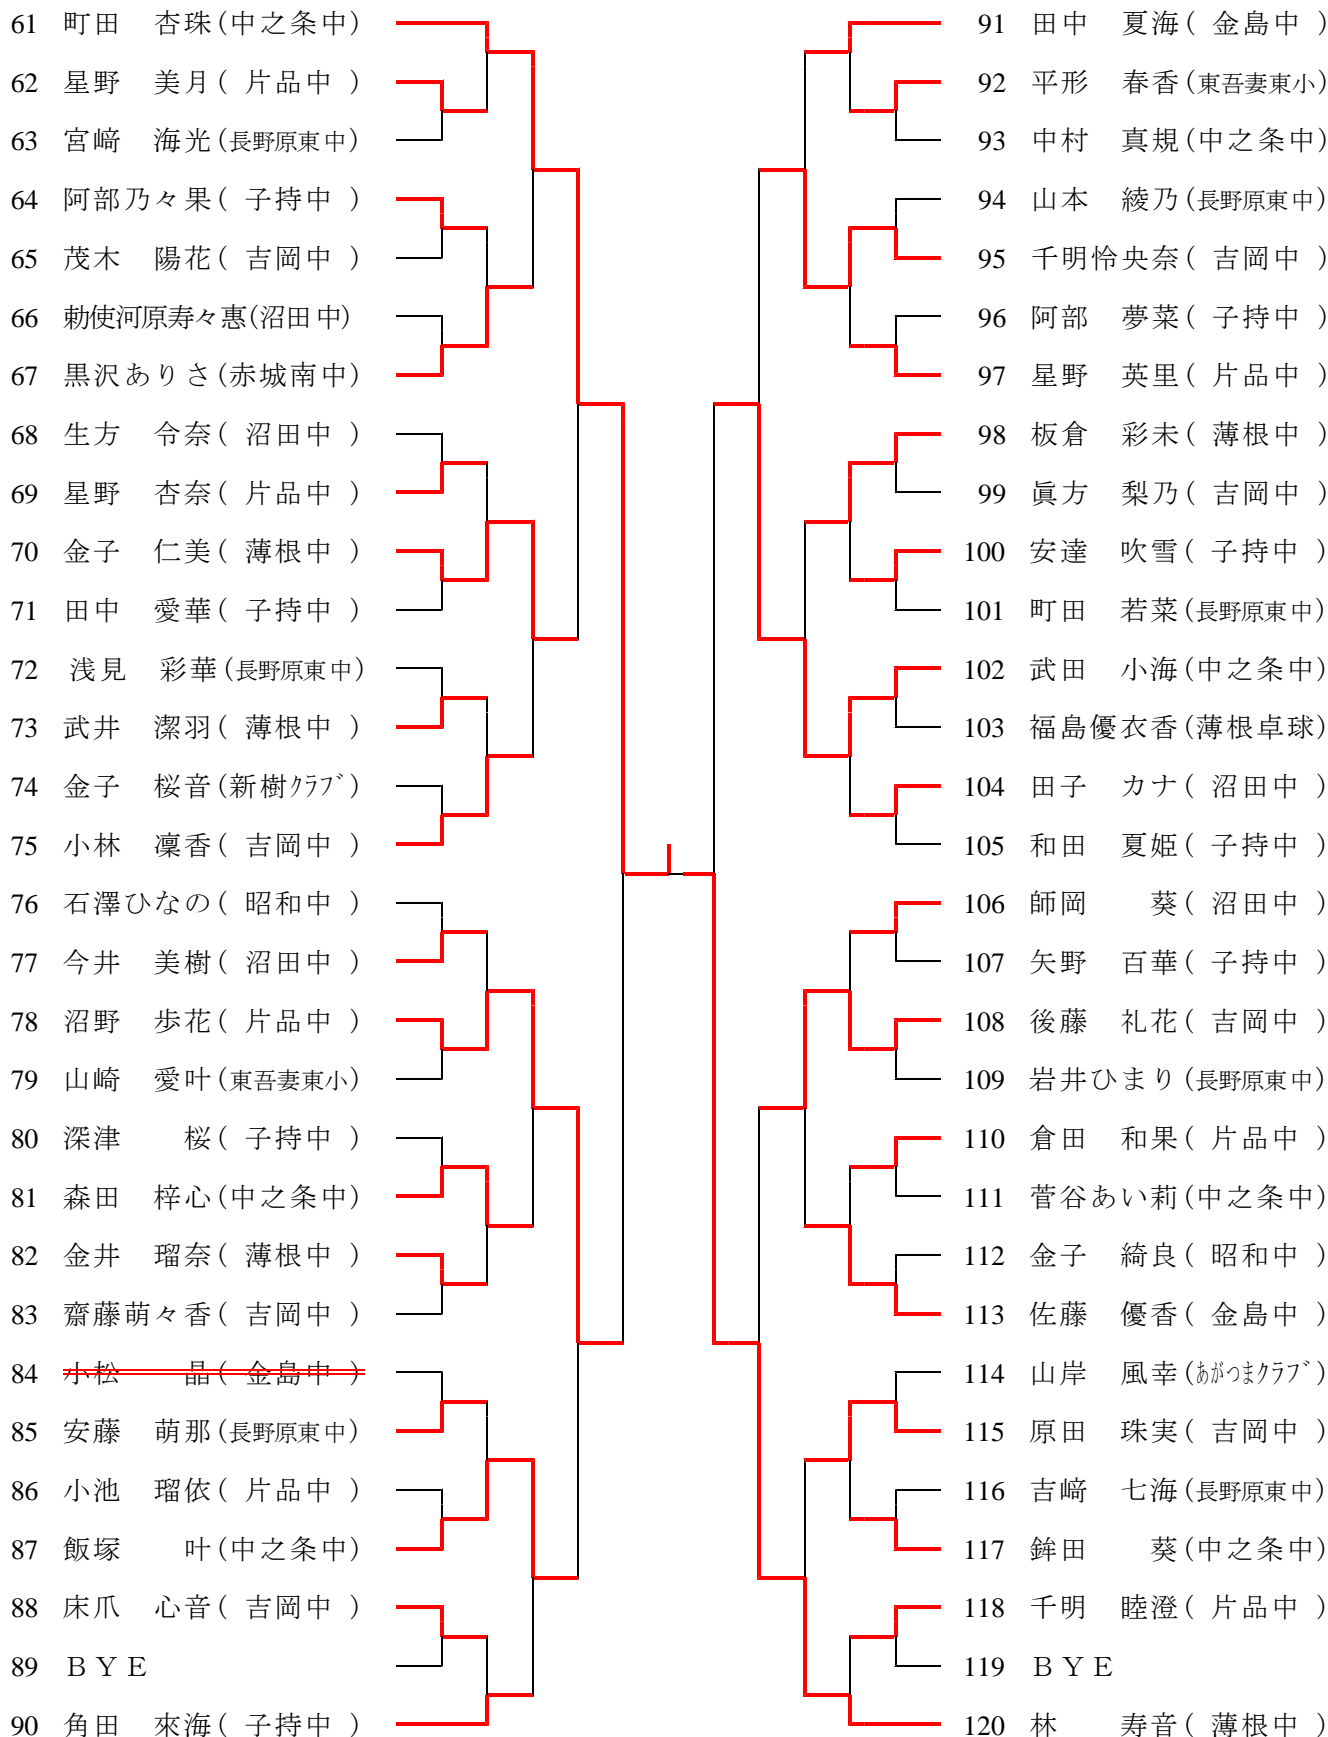 61 町田　杏珠(中之条中)
62 星野　美月( 片品中 )
63 宮﨑　海光(長野原東中)
64 阿部乃々果( 子持中 )
65 茂木　陽花( 吉岡中 )
66 勅使河原寿々惠(沼田中)
67 黒沢ありさ(赤城南中)
68 生方　令奈( 沼田中 )
69 星野　杏奈( 片品中 )
70 金子　仁美( 薄根中 )
71 田中　愛華( 子持中 )
72 浅見　彩華(長野原東中)
73 武井　潔羽( 薄根中 )
74 金子　桜音(新樹ｸﾗﾌﾞ)
75 小林　凜香( 吉岡中 )
76 石澤ひなの( 昭和中 )
77 今井　美樹( 沼田中 )
78 沼野　歩花( 片品中 )
79 山崎　愛叶(東吾妻東小)
80 深津　　桜( 子持中 )
81 森田　梓心(中之条中)
82 金井　瑠奈( 薄根中 )
83 齋藤萌々香( 吉岡中 )
84 小松　　晶( 金島中 )
85 安藤　萌那(長野原東中)
86 小池　瑠依( 片品中 )
87 飯塚　　叶(中之条中)
88 床爪　心音( 吉岡中 )
89 ＢＹＥ
90 角田　來海( 子持中 )
91 田中　夏海( 金島中 )
92 平形　春香(東吾妻東小)
93 中村　真規(中之条中)
94 山本　綾乃(長野原東中)
95 千明怜央奈( 吉岡中 )
96 阿部　夢菜( 子持中 )
97 星野　英里( 片品中 )
98 板倉　彩未( 薄根中 )
99 眞方　梨乃( 吉岡中 )
100 安達　吹雪( 子持中 )
101 町田　若菜(長野原東中)
102 武田　小海(中之条中)
103 福島優衣香(薄根卓球)
104 田子　カナ( 沼田中 )
105 和田　夏姫( 子持中 )
106 師岡　　葵( 沼田中 )
107 矢野　百華( 子持中 )
108 後藤　礼花( 吉岡中 )
109 岩井ひまり(長野原東中)
110 倉田　和果( 片品中 )
111 菅谷あい莉(中之条中)
112 金子　綺良( 昭和中 )
113 佐藤　優香( 金島中 )
114 山岸　風幸(あがつまｸﾗﾌﾞ)
115 原田　珠実( 吉岡中 )
116 吉﨑　七海(長野原東中)
117 鉾田　　葵(中之条中)
118 千明　睦澄( 片品中 )
119 ＢＹＥ
120 林　　寿音( 薄根中 )